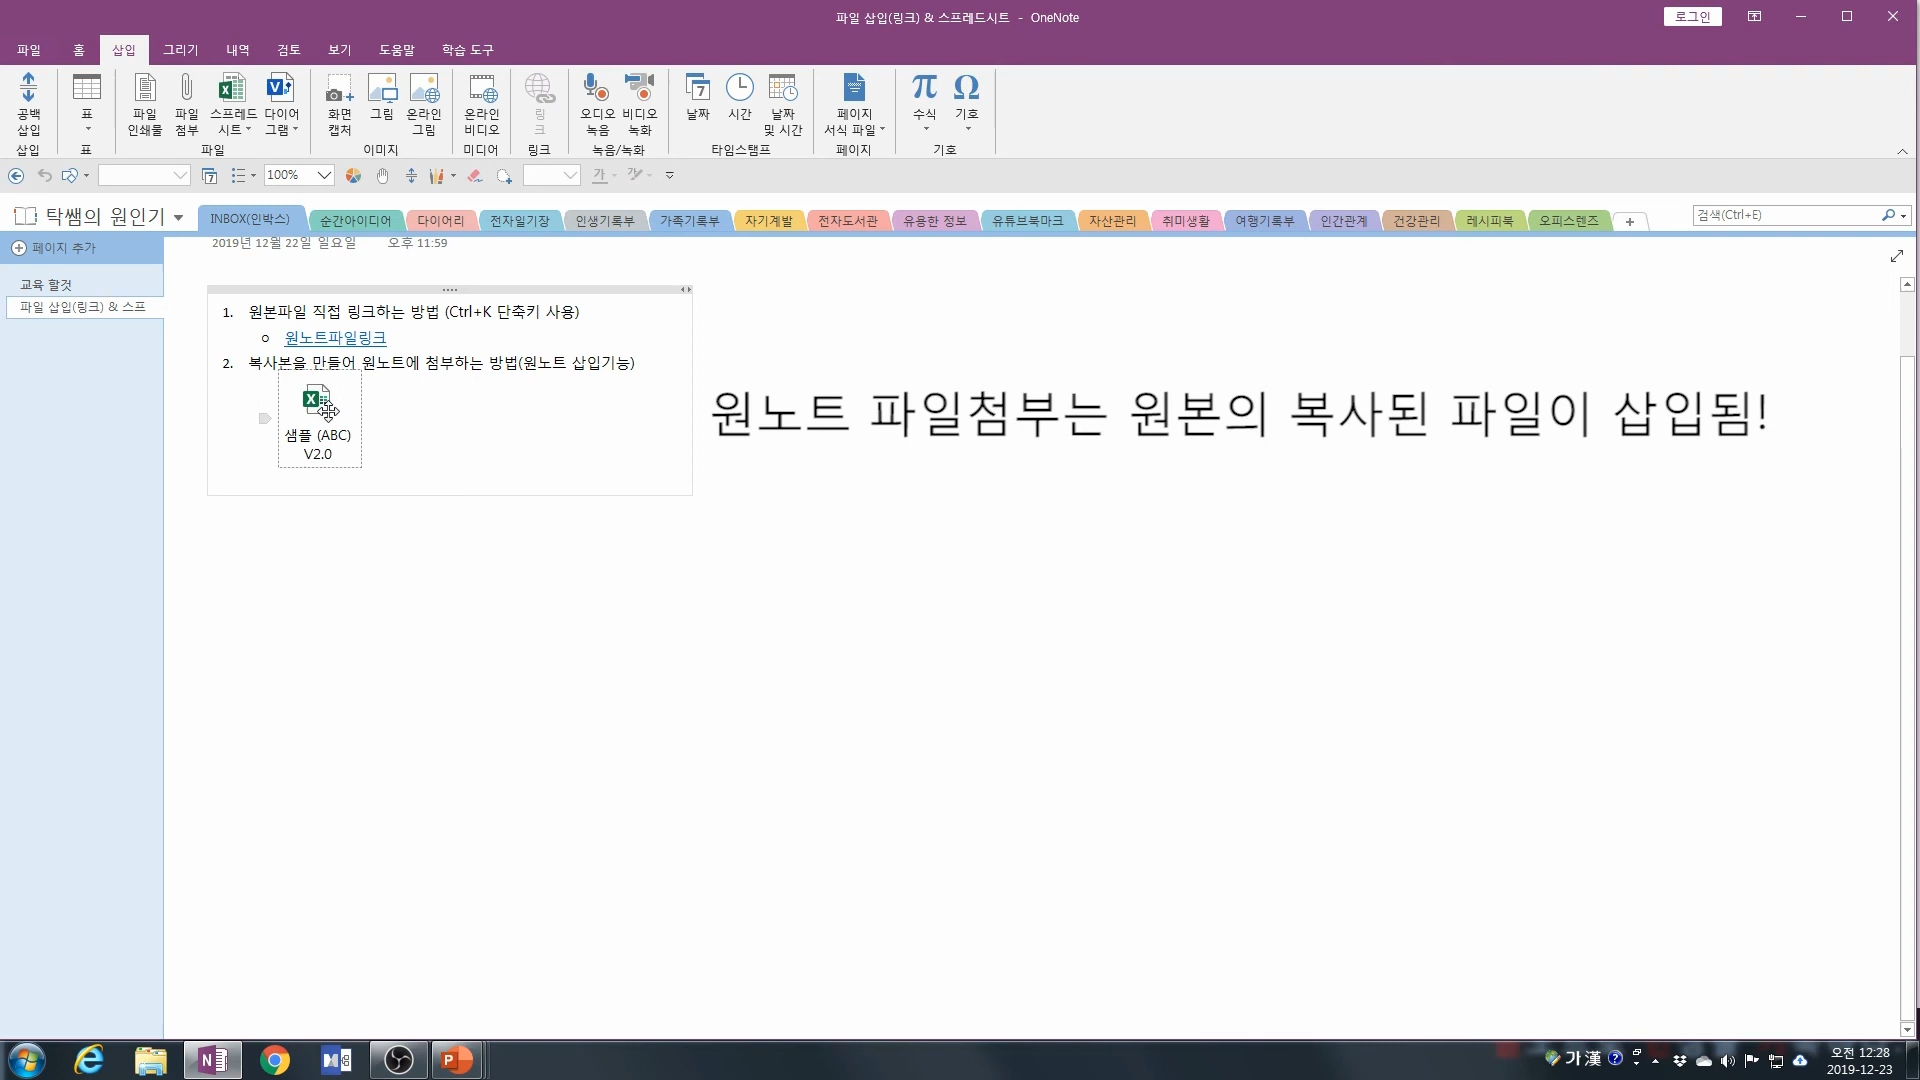 파일 삽입(링크) & 스프레드시트 - OneNote
로그인
파일 홈 삽입 그리기 내역 검토 보기 도움말 학습 도구
공백 삽입
표
파일 인쇄물
파일 첨부
스프레드 시트
다이어 그램
화면 캡처
그림
온라인 그림
온라인 비디오
링 크
오디오 녹음
비디오 녹화
날짜
시간
날짜 및 시간
페이지 서식 파일
수식
기호
삽입 표 파일 이미지 미디어 링크 녹음/녹화 타임스탬프 페이지 기호
100%
탁쌤의 원인기
INBOX(인박스) 순간아이디어 다이어리 전자일기장 인생기록부 가족기록부 자기계발 전자도서관 유용한 정보 유튜브북마크 자산관리 취미생활 여행기록부 인간관계 건강관리 레시피북 오피스렌즈
검색(Ctrl+E)
페이지 추가
2019년 12월 22일 일요일 오후 11:59
교육 할것
파일 삽입(링크) & 스프
1. 원본파일 직접 링크하는 방법 (Ctrl+K 단축키 사용)
원노트파일링크
2. 복사본을 만들어 원노트에 첨부하는 방법(원노트 삽입기능)
샘플 (ABC)
V2.0
원노트 파일첨부는 원본의 복사된 파일이 삽입됨!
가 漢
오전 12:28
2019-12-23